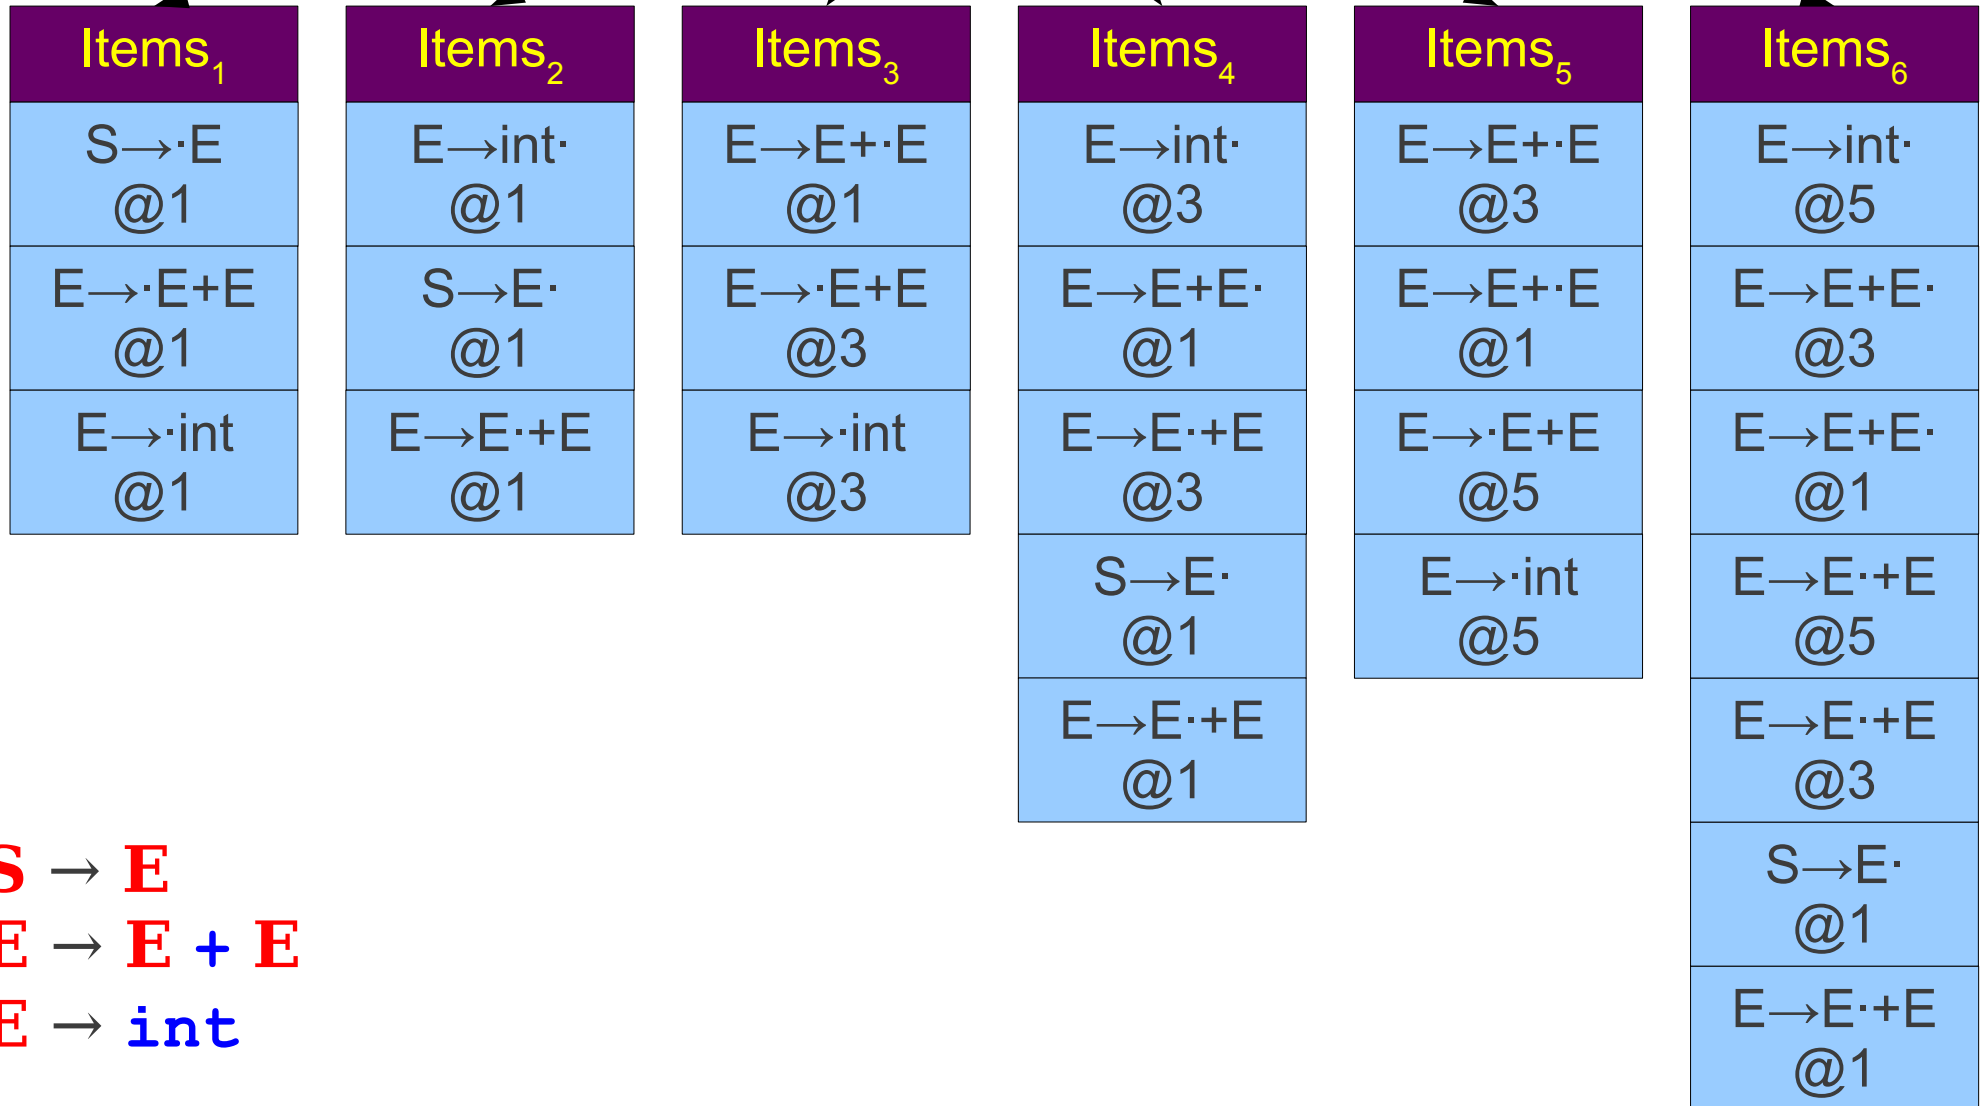 Items₁
S→·E
@1
E→·E+E
@1
E→·int
@1
Items₂
E→int·
@1
S→E·
@1
E→E·+E
@1
Items₃
E→E+·E
@1
E→·E+E
@3
E→·int
@3
Items₄
E→int·
@3
E→E+E·
@1
E→E·+E
@3
S→E·
@1
E→E·+E
@1
Items₅
E→E+·E
@3
E→E+·E
@1
E→·E+E
@5
E→·int
@5
Items₆
E→int·
@5
E→E+E·
@3
E→E+E·
@1
E→E·+E
@5
E→E·+E
@3
S→E·
@1
E→E·+E
@1
S → E
E → E + E
E → int